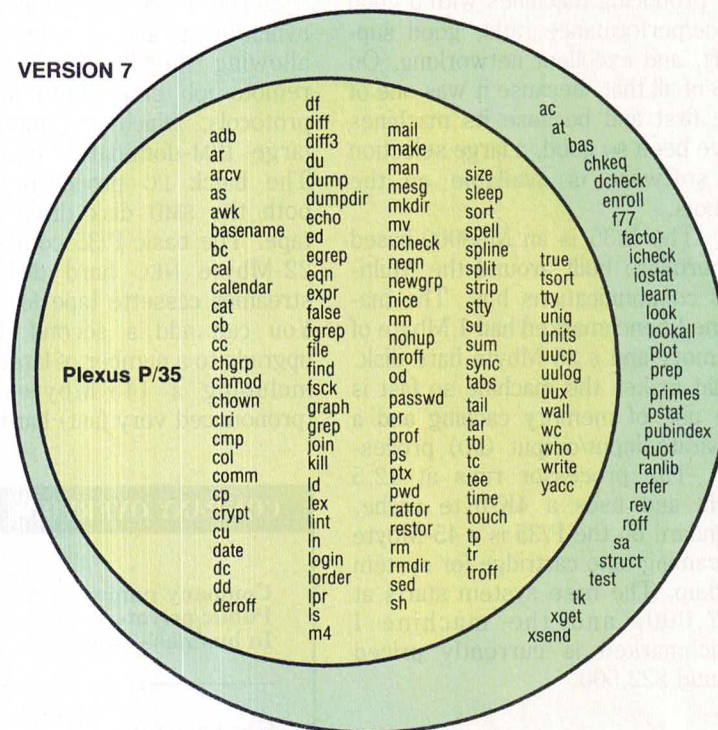 VERSION 7
Plexus P/35
adb
ar
arcv
as
awk
basename
bc
cal
calendar
cat
cb
cc
chgrp
chmod
chown
clri
cmp
col
comm
cp
crypt
cu
date
dc
dd
deroff
df
diff
diff3
du
dump
dumpdir
echo
ed
egrep
eqn
expr
false
fgrep
file
find
fsck
graph
grep
join
kill
ld
lex
lint
ln
login
lorder
lpr
ls
m4
mail
make
man
mesg
mkdir
mv
ncheck
neqn
newgrp
nice
nm
nohup
nroff
od
passwd
pr
prof
ps
ptx
pwd
ratfor
restor
rm
rmdir
sed
sh
size
sleep
sort
spell
spline
split
strip
stty
su
sum
sync
tabs
tail
tar
tbl
tc
tee
time
touch
tp
tr
troff
true
tsort
tty
uniq
units
uucp
uulog
uux
wall
wc
who
write
yacc
ac
at
bas
chkeq
dcheck
enroll
f77
factor
icheck
iostat
learn
look
lookall
plot
prep
primes
pstat
pubindex
quot
ranlib
refer
rev
roff
sa
struct
test
tk
xget
xsend